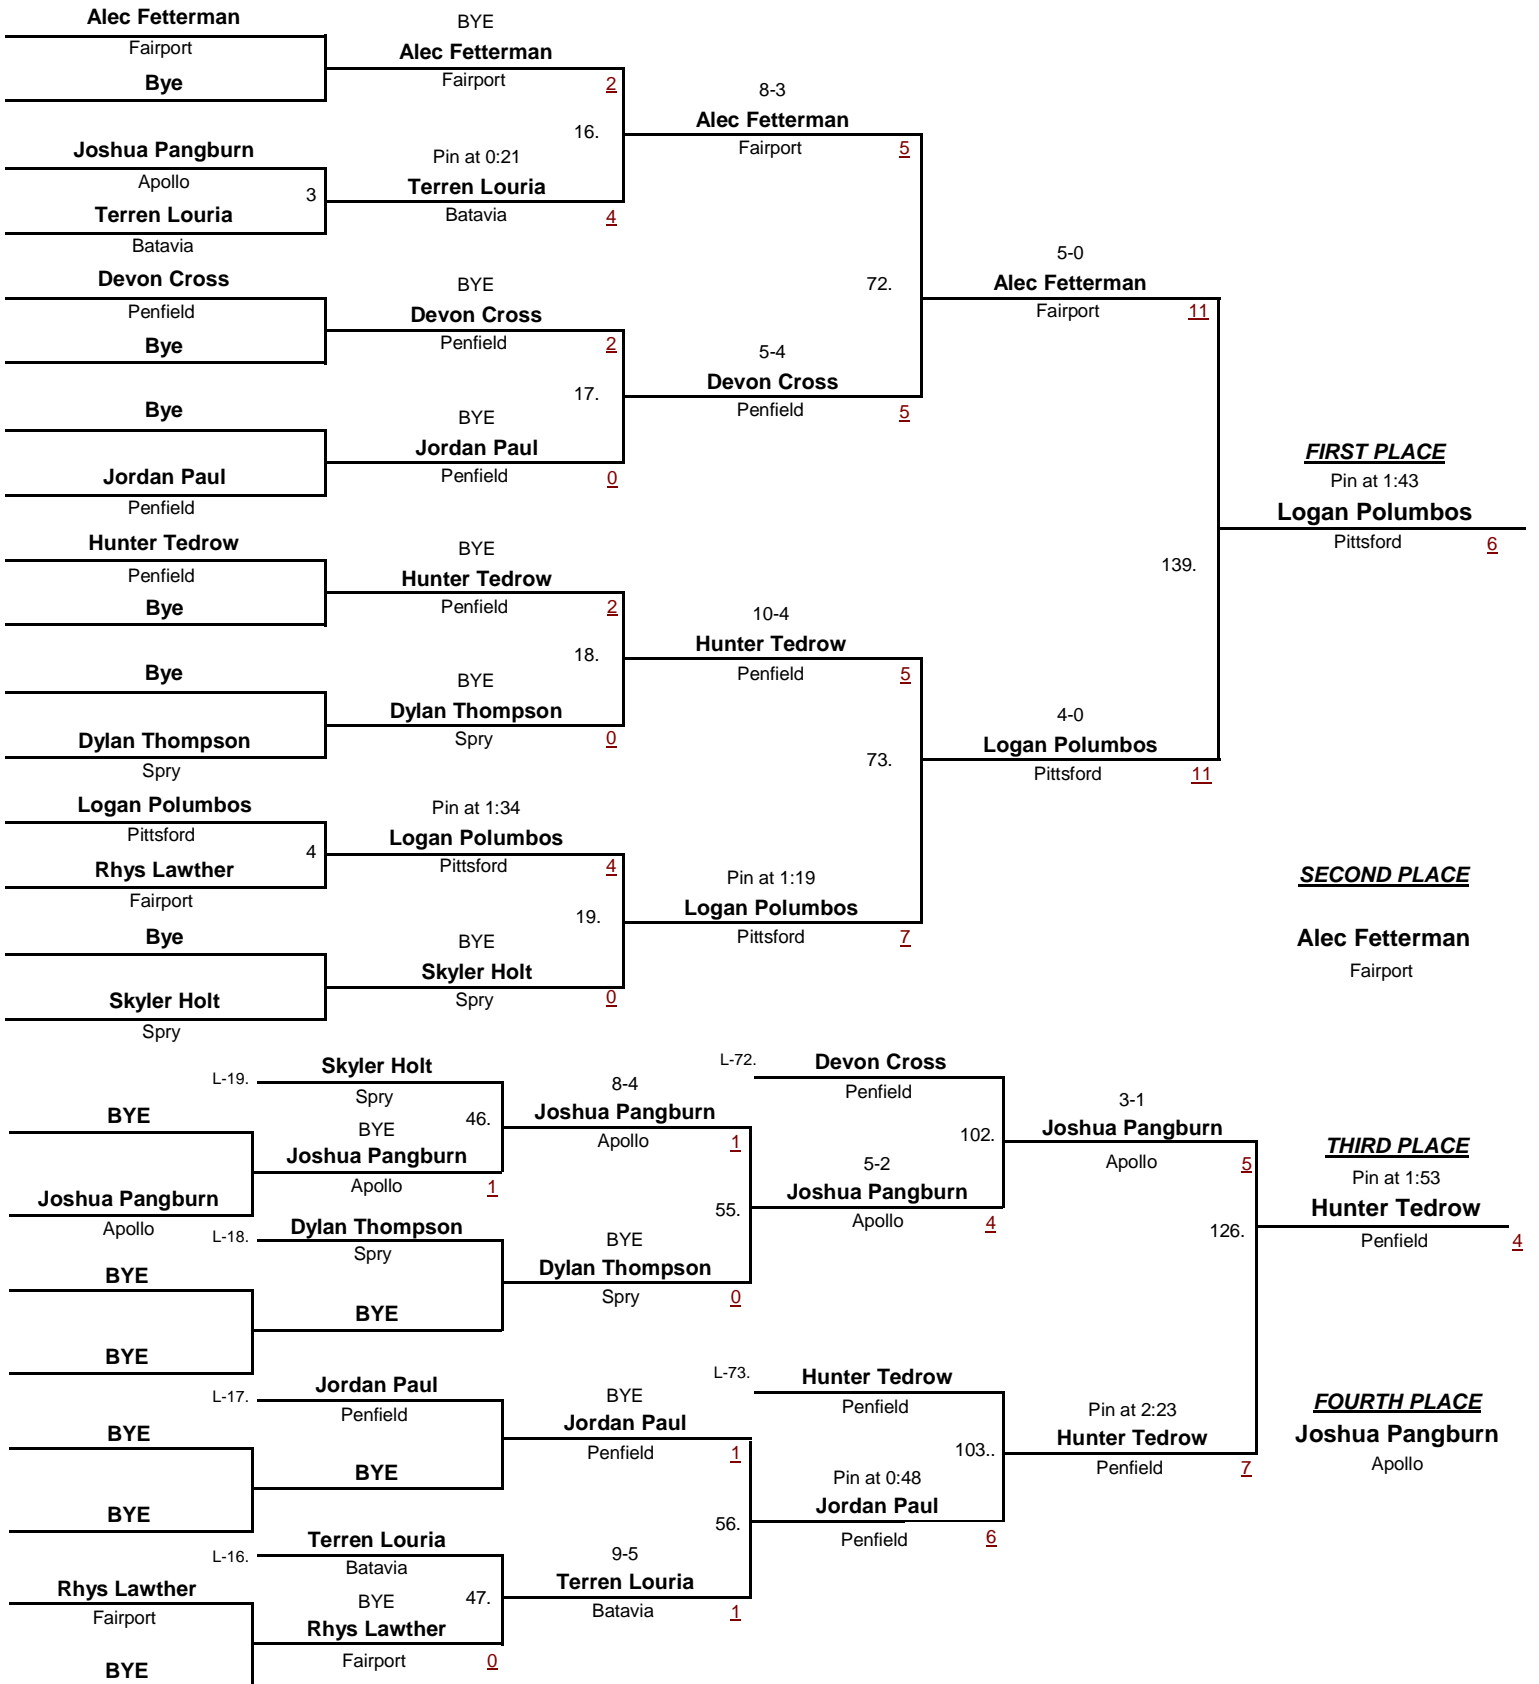 Alec Fetterman
Fairport
Bye
Joshua Pangburn
Apollo
3
Terren Louria
Batavia
Devon Cross
Penfield
Bye
Bye
Jordan Paul
Penfield
Hunter Tedrow
Penfield
Bye
Bye
Dylan Thompson
Spry
Logan Polumbos
Pittsford
4
Rhys Lawther
Fairport
Bye
Skyler Holt
Spry
BYE
Alec Fetterman
Fairport 2
16.
Pin at 0:21
Terren Louria
Batavia 4
BYE
Devon Cross
Penfield 2
17.
BYE
Jordan Paul
Penfield 0
BYE
Hunter Tedrow
Penfield 2
18.
BYE
Dylan Thompson
Spry 0
Pin at 1:34
Logan Polumbos
Pittsford 4
19.
BYE
Skyler Holt
Spry 0
8-3
Alec Fetterman
Fairport 5
72.
5-4
Devon Cross
Penfield 5
10-4
Hunter Tedrow
Penfield 5
73.
Pin at 1:19
Logan Polumbos
Pittsford 7
5-0
Alec Fetterman
Fairport 11
139.
4-0
Logan Polumbos
Pittsford 11
FIRST PLACE
Pin at 1:43
Logan Polumbos
Pittsford 6
SECOND PLACE
Alec Fetterman
Fairport
BYE
Joshua Pangburn
Apollo
BYE
BYE
BYE
BYE
Rhys Lawther
Fairport
BYE
L-19. Skyler Holt
Spry
46.
BYE
Joshua Pangburn
Apollo 1
L-18. Dylan Thompson
Spry
BYE
L-17. Jordan Paul
Penfield
BYE
L-16. Terren Louria
Batavia
47.
BYE
Rhys Lawther
Fairport 0
8-4
Joshua Pangburn
Apollo 1
55.
BYE
Dylan Thompson
Spry 0
BYE
Jordan Paul
Penfield 1
56.
9-5
Terren Louria
Batavia 1
L-72. Devon Cross
Penfield
102.
5-2
Joshua Pangburn
Apollo 4
L-73. Hunter Tedrow
Penfield
103..
Pin at 0:48
Jordan Paul
Penfield 6
3-1
Joshua Pangburn
Apollo 5
126.
Pin at 2:23
Hunter Tedrow
Penfield 7
THIRD PLACE
Pin at 1:53
Hunter Tedrow
Penfield 4
FOURTH PLACE
Joshua Pangburn
Apollo